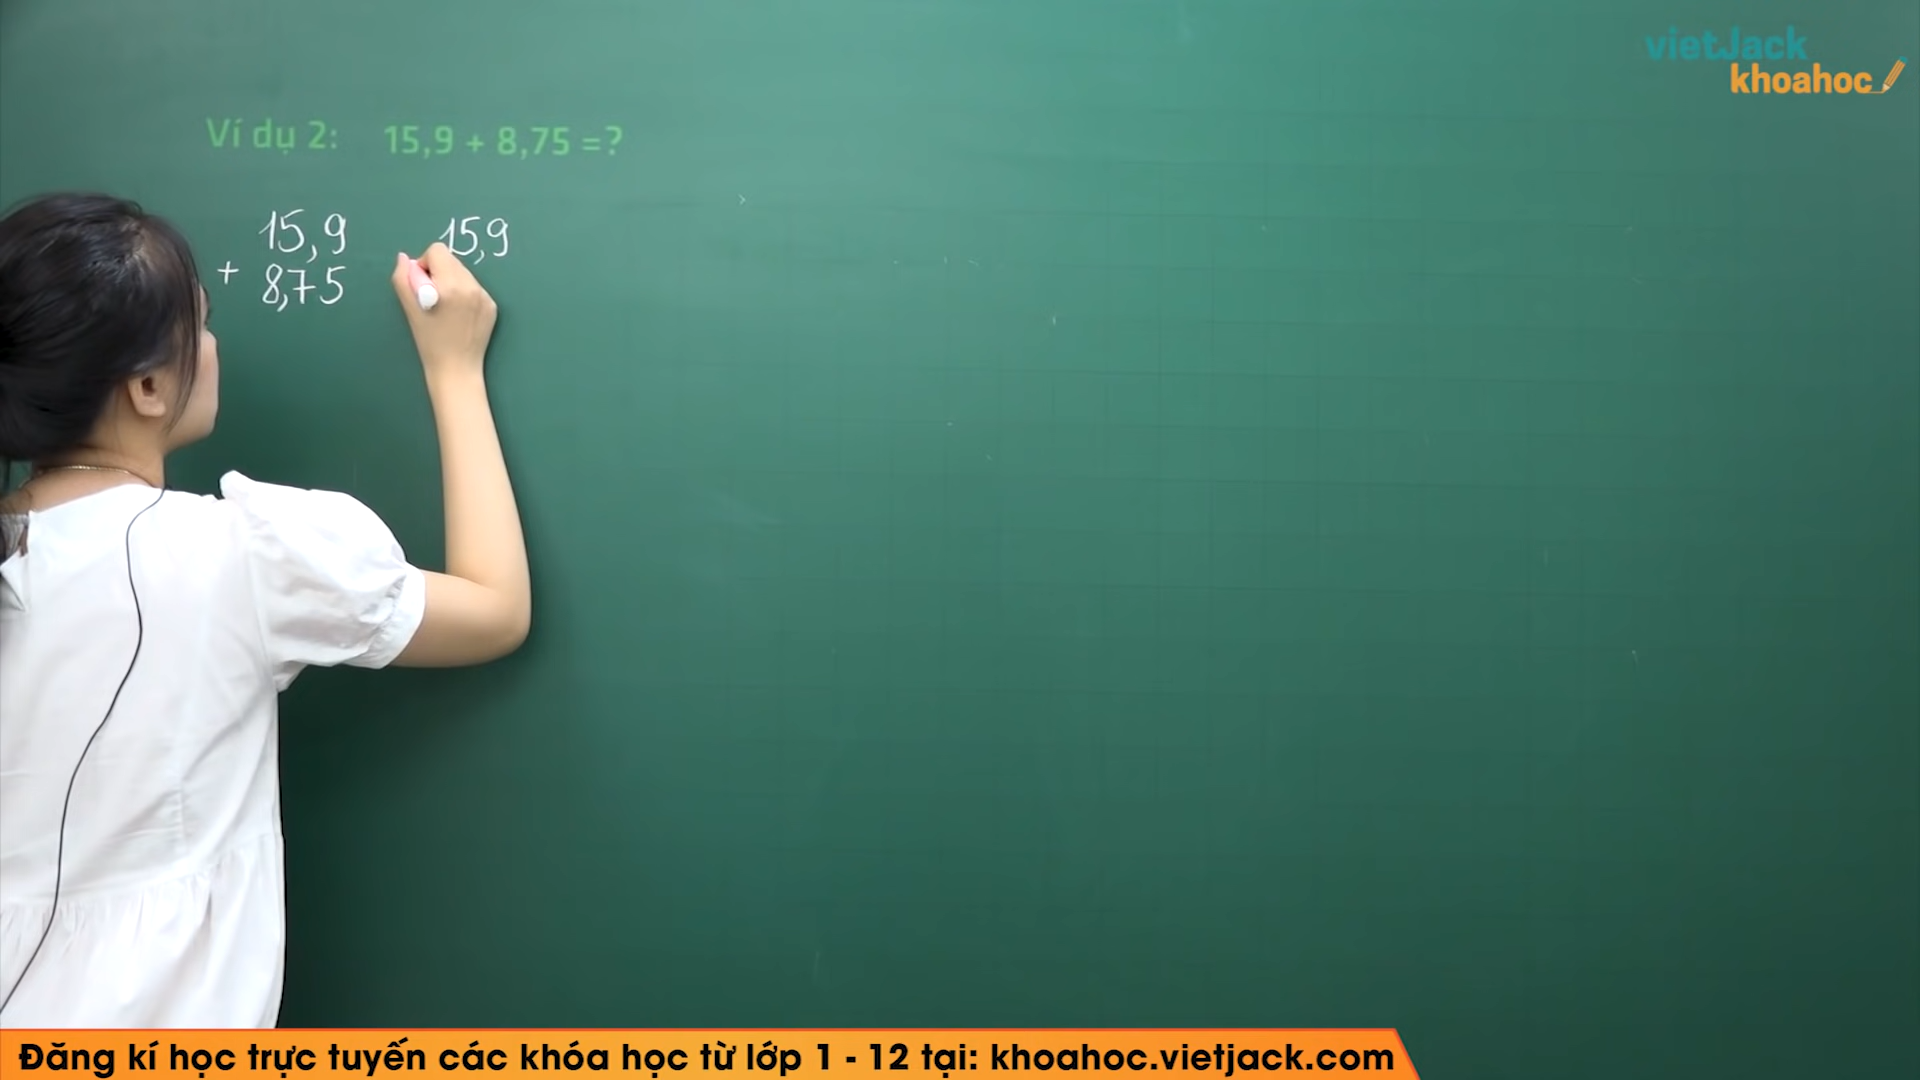 vietJack
khoahoc
Ví dụ 2: 15,9 + 8,75 = ?
15,9 15,9
+ 8,75
Đăng kí học trực tuyến các khóa học từ lớp 1 - 12 tại: khoahoc.vietjack.com